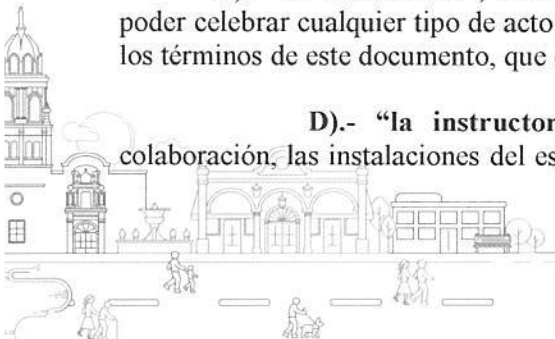 poder celebrar cualquier tipo de acto
los términos de este documento, que
D).- “la instructor
colaboración, las instalaciones del es